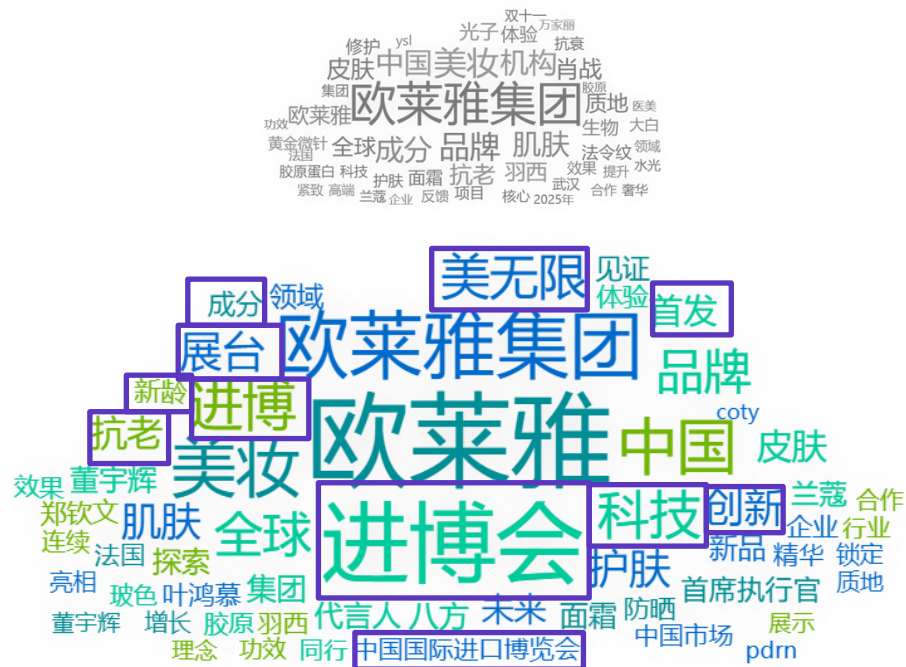 双十一
万家丽
光子 体验
ysl
修护
抗衰
皮肤 中国 美妆 机构 肖战
集团
欧莱雅集团
胶原
质地
医美
欧莱雅
功效
生物 大白
黄金微针
法国
全球 成分 品牌 肌肤 法令纹 领域
胶原蛋白 科技 护肤 面霜 抗老 羽西 效果 提升 水光
紧致 高端 兰蔻 企业 反馈 项目 核心 2025年 武汉 合作 奢华
美无限 见证
成分 领域 体验 首发
展台 欧莱雅集团 品牌
新龄 进博 coty
抗老 美妆 欧莱雅 中国 皮肤
效果 董宇辉
郑钦文 肌肤 全球 进博会 科技 创新 兰蔻 合作
连续 法国 探索 护肤 新品 企业 行业
精华 锁定
亮相 玻色 叶鸿慕 集团 首席执行官 质地
董宇辉 增长 胶原 羽西 代言人 八方 未来 面霜 防晒 中国市场 展示
理念 功效 同行 中国国际进口博览会 pdrn